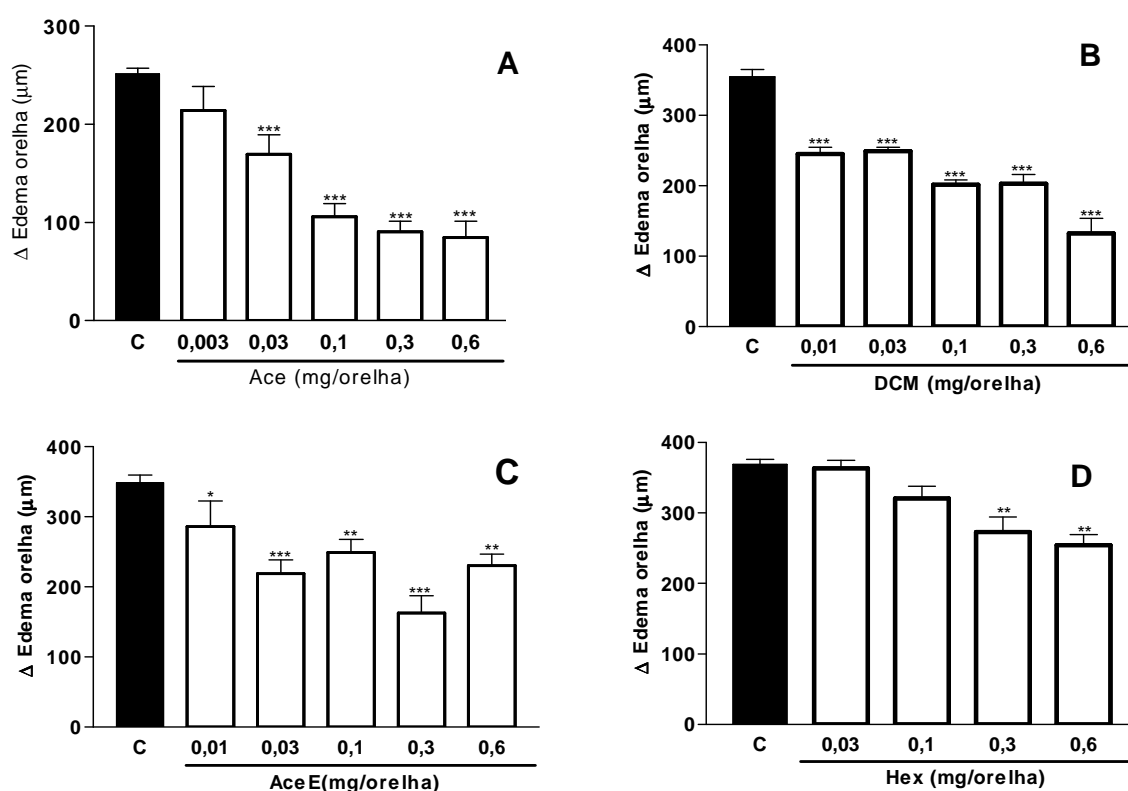 A
Δ Edema orelha (μm)
300
200
100
0
***
***
***
***
C 0,003 0,03 0,1 0,3 0,6
Ace (mg/orelha)
B
Δ Edema orelha (μm)
400
300
200
100
0
***
***
***
***
***
C 0,01 0,03 0,1 0,3 0,6
DCM (mg/orelha)
C
Δ Edema orelha (μm)
400
300
200
100
0
*
***
**
***
**
C 0,01 0,03 0,1 0,3 0,6
AceE(mg/orelha)
D
Δ Edema orelha (μm)
400
300
200
100
0
**
**
C 0,03 0,1 0,3 0,6
Hex (mg/orelha)